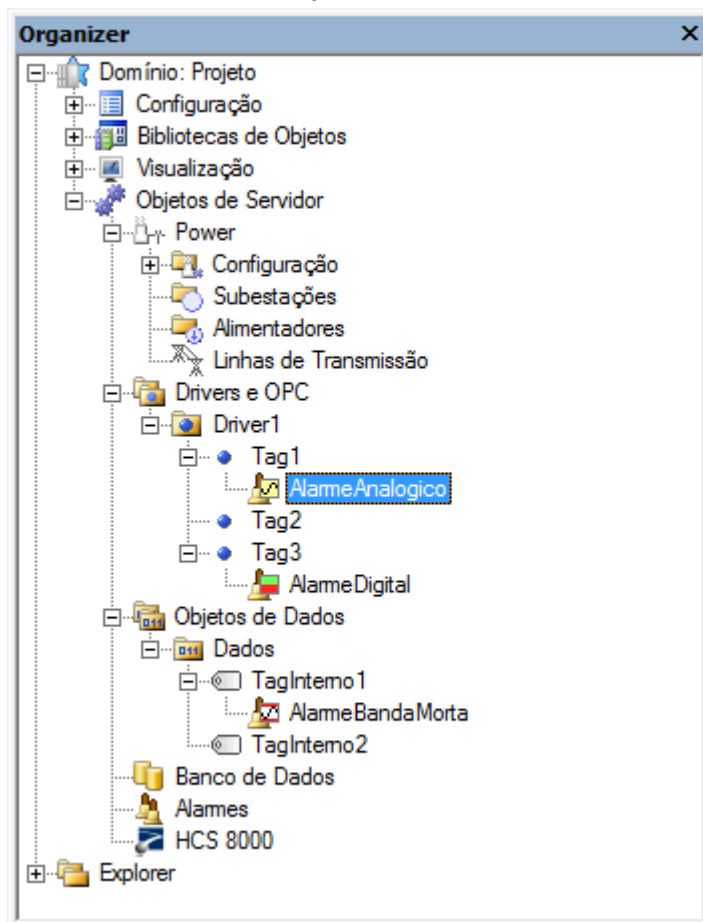 Organizer
Domínio: Projeto
Configuração
Bibliotecas de Objetos
Visualização
Objetos de Servidor
Power
Configuração
Subestações
Alimentadores
Linhas de Transmissão
Drivers e OPC
Driver1
Tag1
AlarmeAnalogico
Tag2
Tag3
AlarmeDigital
Objetos de Dados
Dados
TagInterno1
AlarmeBandaMorta
TagInterno2
Banco de Dados
Alarmes
HCS 8000
Explorer